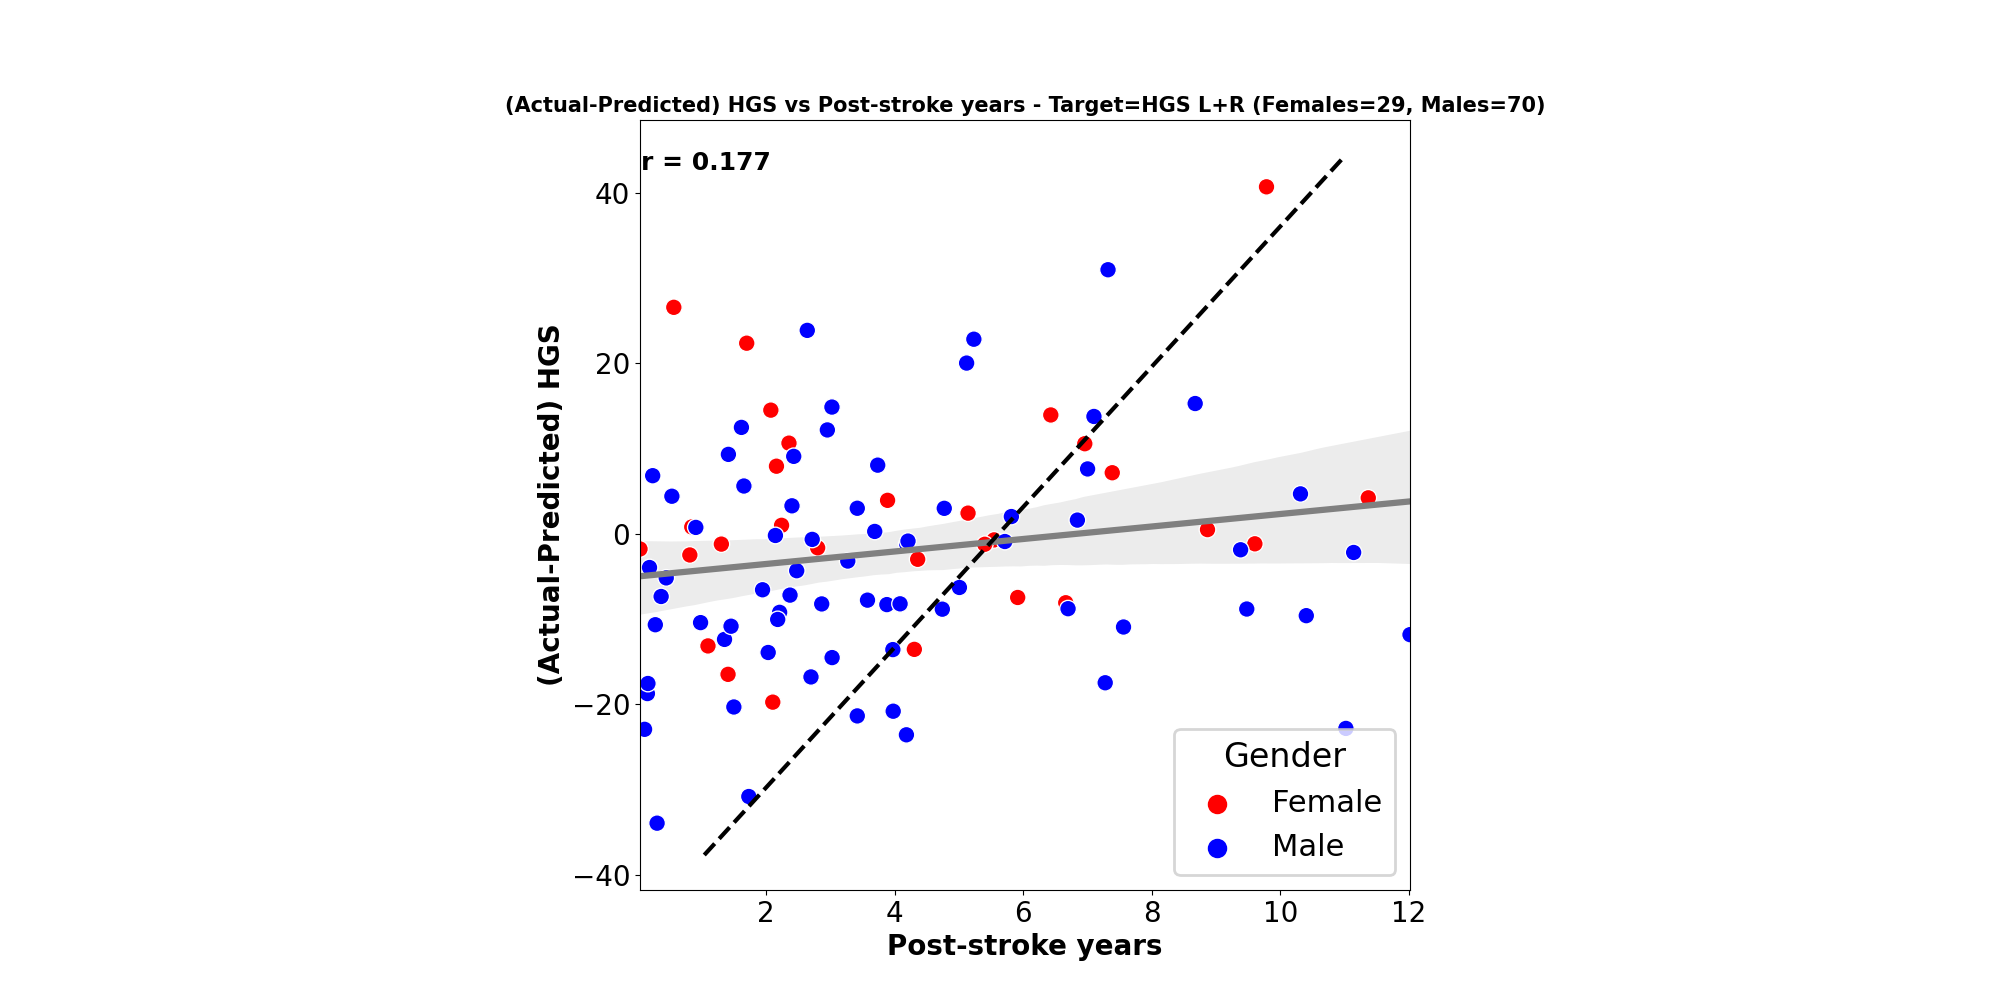 (Actual-Predicted) HGS vs Post-stroke years - Target=HGS L+R (Females=29, Males=70)
r = 0.177
40
20
0
−20
−40
(Actual-Predicted) HGS
Gender
Female
Male
2 4 6 8 10 12
Post-stroke years